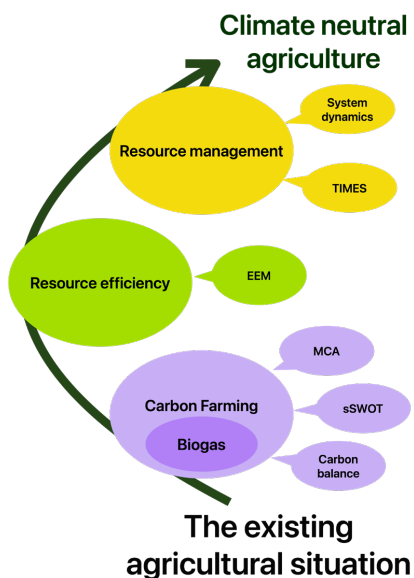 Climate neutral
agriculture
System
dynamics
Resource management
TIMES
Resource efficiency
EEM
MCA
Carbon Farming
sSWOT
Biogas
Carbon
balance
The existing
agricultural situation